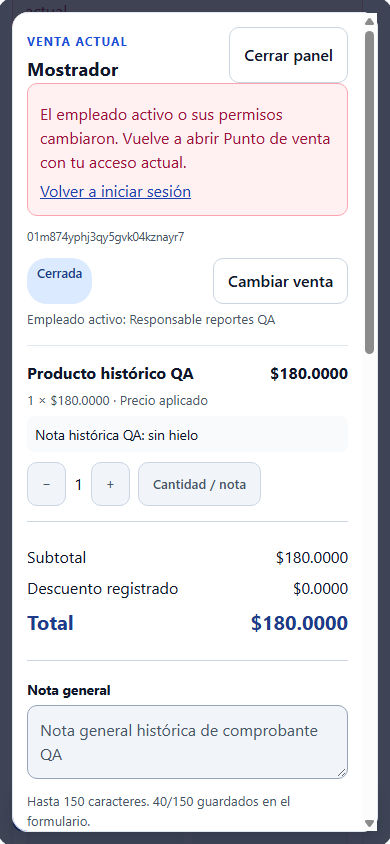 actual
VENTA ACTUAL
Mostrador
Cerrar panel
El empleado activo o sus permisos
cambiaron. Vuelve a abrir Punto de venta
con tu acceso actual.
Volver a iniciar sesión
01m874yphj3qy5gvk04kznayr7
Cerrada
Cambiar venta
Empleado activo: Responsable reportes QA
Producto histórico QA $180.0000
1 × $180.0000 · Precio aplicado
Nota histórica QA: sin hielo
− 1 + Cantidad / nota
Subtotal $180.0000
Descuento registrado $0.0000
Total $180.0000
Nota general
Nota general histórica de comprobante
QA
Hasta 150 caracteres. 40/150 guardados en el
formulario.